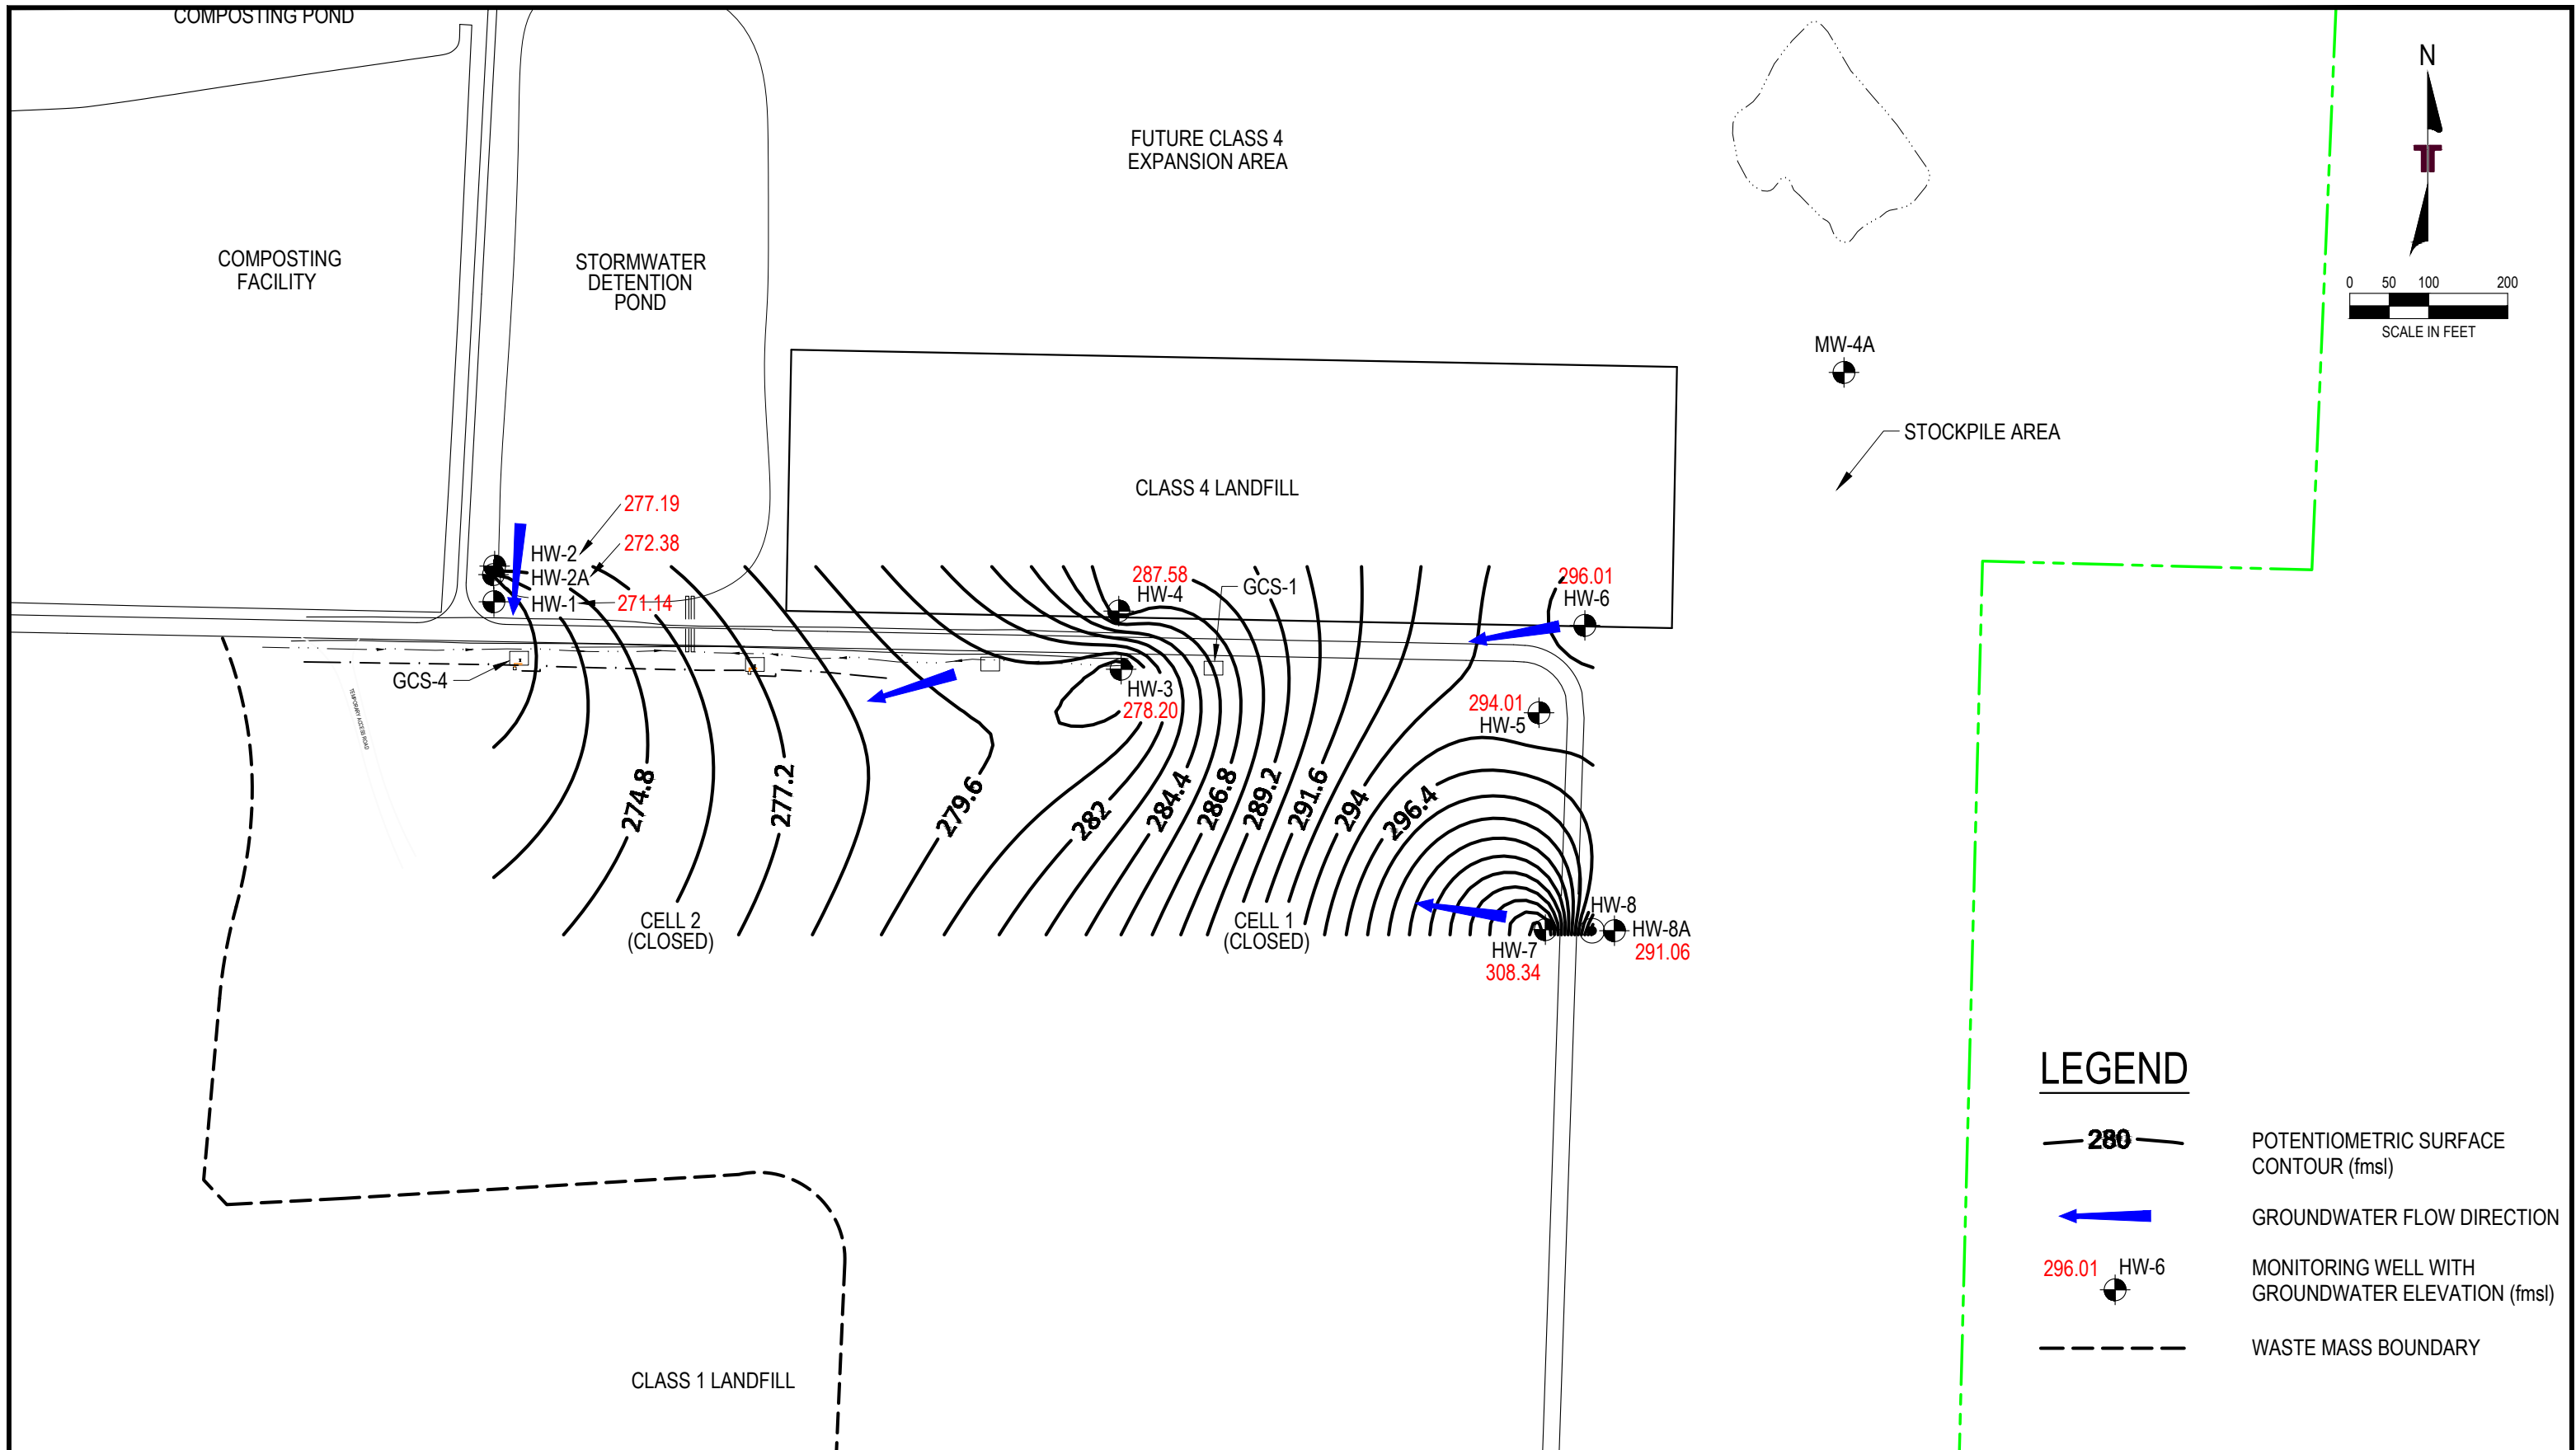 COMPOSTING POND
N
FUTURE CLASS 4
EXPANSION AREA
COMPOSTING
FACILITY
STORMWATER
DETENTION
POND
0 50 100 200
SCALE IN FEET
MW-4A
STOCKPILE AREA
CLASS 4 LANDFILL
277.19
272.38
HW-2
HW-2A
HW-1
271.14
287.58
HW-4
GCS-1
296.01
HW-6
GCS-4
TEMPORARY ACCESS ROAD
HW-3
278.20
294.01
HW-5
274.8
277.2
279.6
282
284.4
286.8
289.2
291.6
294
296.4
CELL 2
(CLOSED)
CELL 1
(CLOSED)
HW-8
HW-8A
291.06
HW-7
308.34
LEGEND
280
POTENTIOMETRIC SURFACE
CONTOUR (fmsl)
GROUNDWATER FLOW DIRECTION
296.01 HW-6
MONITORING WELL WITH
GROUNDWATER ELEVATION (fmsl)
WASTE MASS BOUNDARY
CLASS 1 LANDFILL